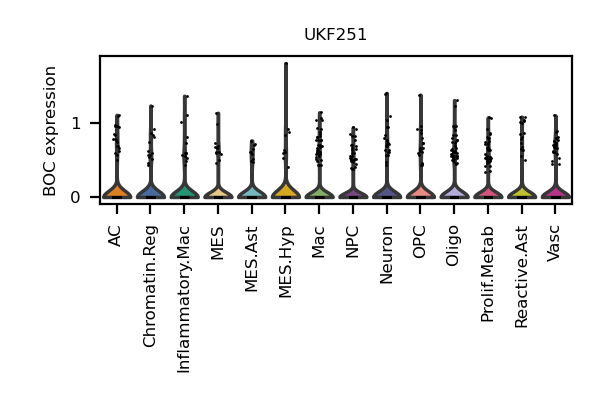 UKF251
BOC expression
1
0
AC
Chromatin.Reg
Inflammatory.Mac
MES
MES.Ast
MES.Hyp
Mac
NPC
Neuron
OPC
Oligo
Prolif.Metab
Reactive.Ast
Vasc